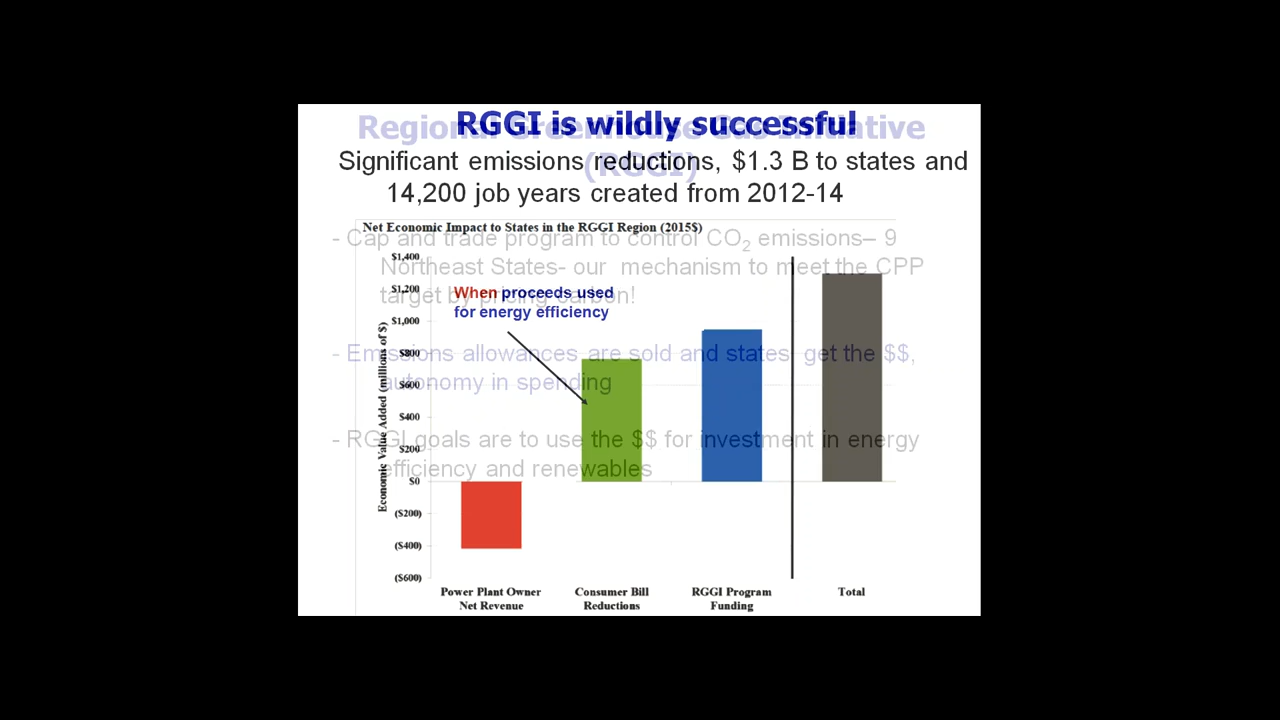 RGGI is wildly successful
Significant emissions reductions, $1.3 B to states and
14,200 job years created from 2012-14
Regional Greenhouse Gas Initiative
(RGGI)
- Cap and trade program to control CO₂ emissions– 9
Northeast States- our mechanism to meet the CPP
target by pricing carbon!
- Emissions allowances are sold and states get the $$,
autonomy in spending
- RGGI goals are to use the $$ for investment in energy
efficiency and renewables
Net Economic Impact to States in the RGGI Region (2015$)
Economic Value Added (millions of $)
$1,400
$1,200
$1,000
$800
$600
$400
$200
$0
($200)
($400)
($600)
When proceeds used
for energy efficiency
Power Plant Owner
Net Revenue
Consumer Bill
Reductions
RGGI Program
Funding
Total